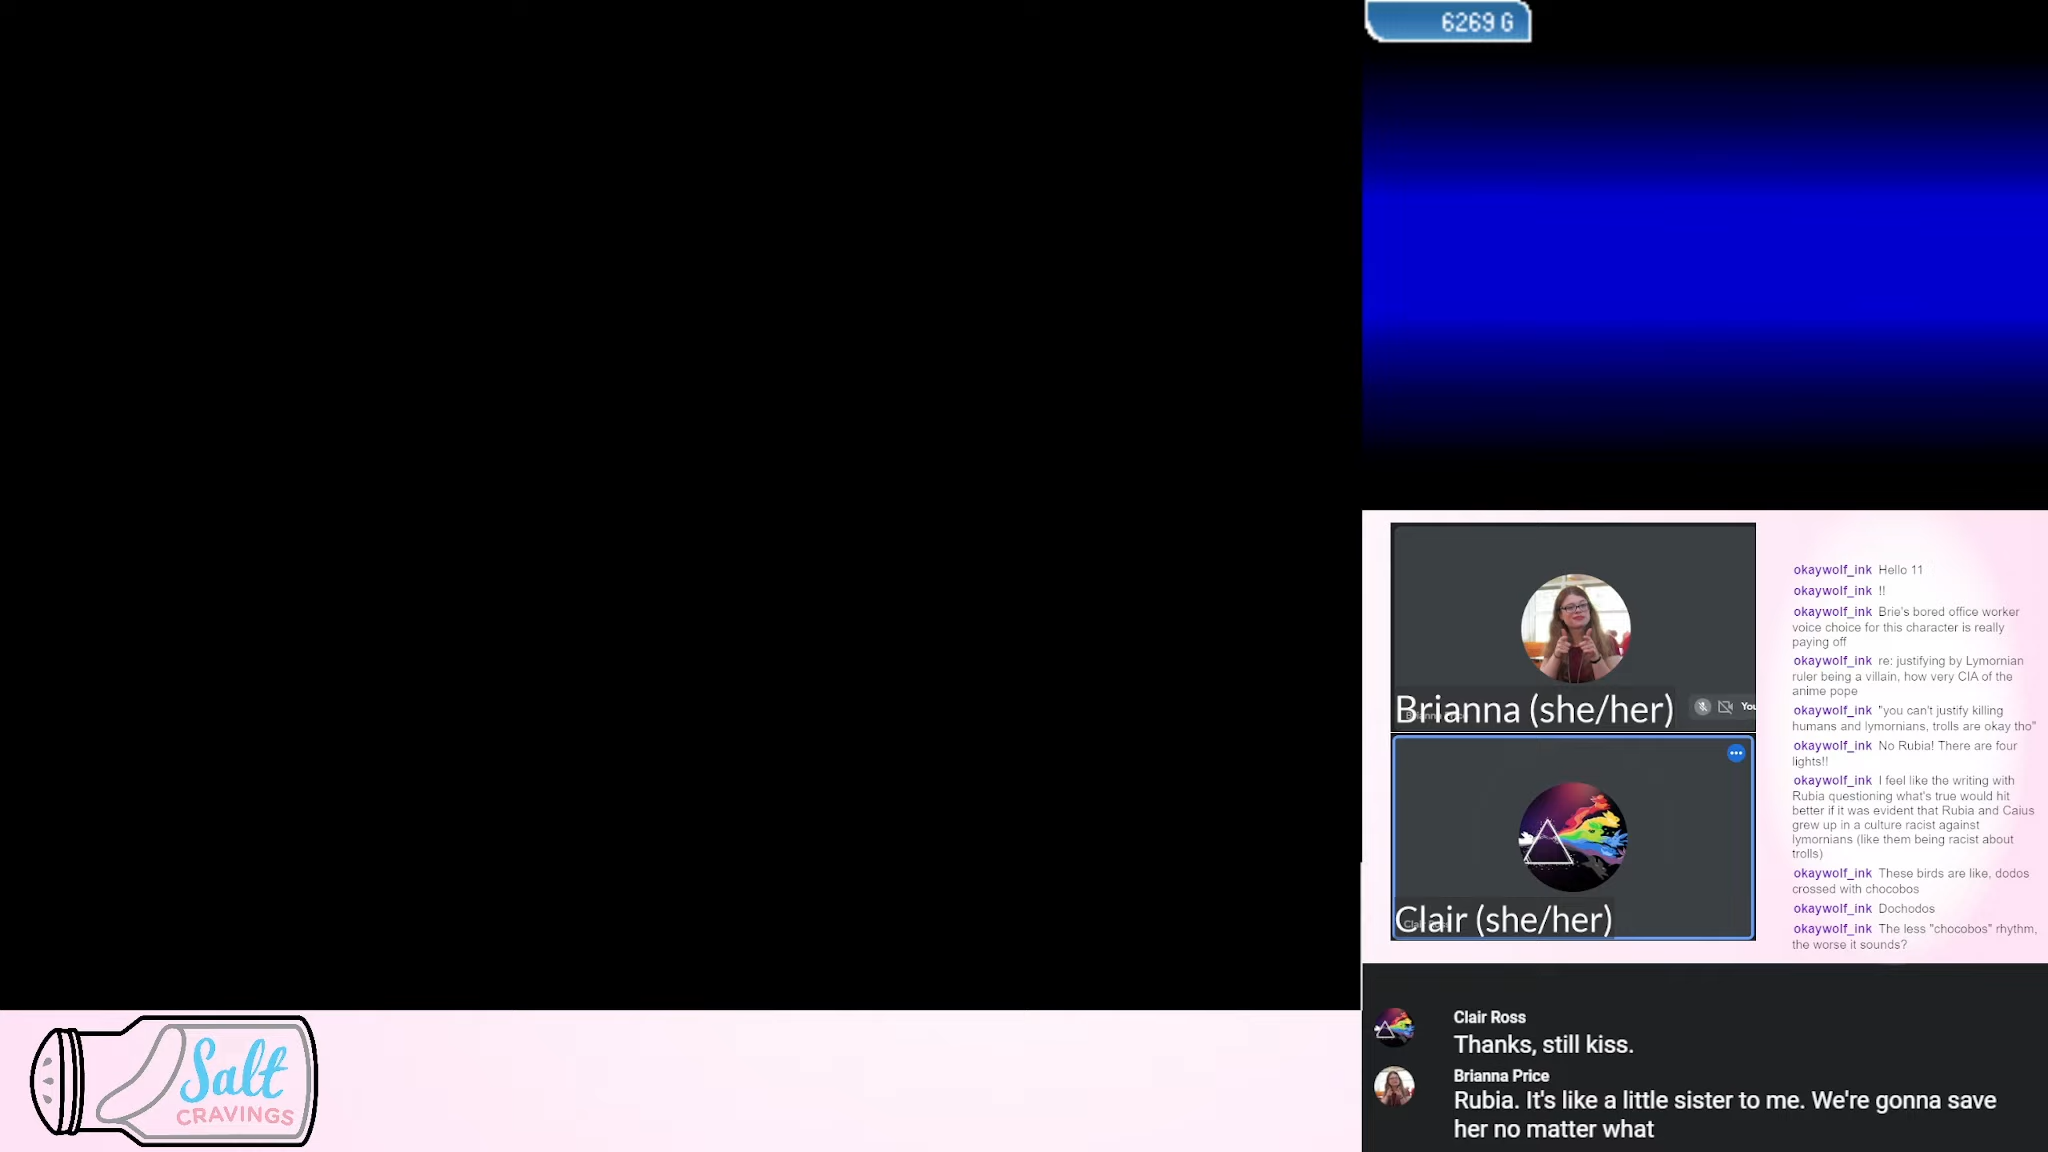 6269 G
Brianna (she/her)
You
Clair (she/her)
okaywolf_ink Hello 11
okaywolf_ink !!
okaywolf_ink Brie's bored office worker
voice choice for this character is really
paying off
okaywolf_ink re: justifying by Lymornian
ruler being a villain, how very CIA of the
anime pope
okaywolf_ink "you can't justify killing
humans and lymornians, trolls are okay tho"
okaywolf_ink No Rubia! There are four
lights!!
okaywolf_ink I feel like the writing with
Rubia questioning what's true would hit
better if it was evident that Rubia and Caius
grew up in a culture racist against
lymornians (like them being racist about
trolls)
okaywolf_ink These birds are like, dodos
crossed with chocobos
okaywolf_ink Dochodos
okaywolf_ink The less "chocobos" rhythm,
the worse it sounds?
Clair Ross
Thanks, still kiss.
Brianna Price
Rubia. It's like a little sister to me. We're gonna save
her no matter what
Salt
CRAVINGS